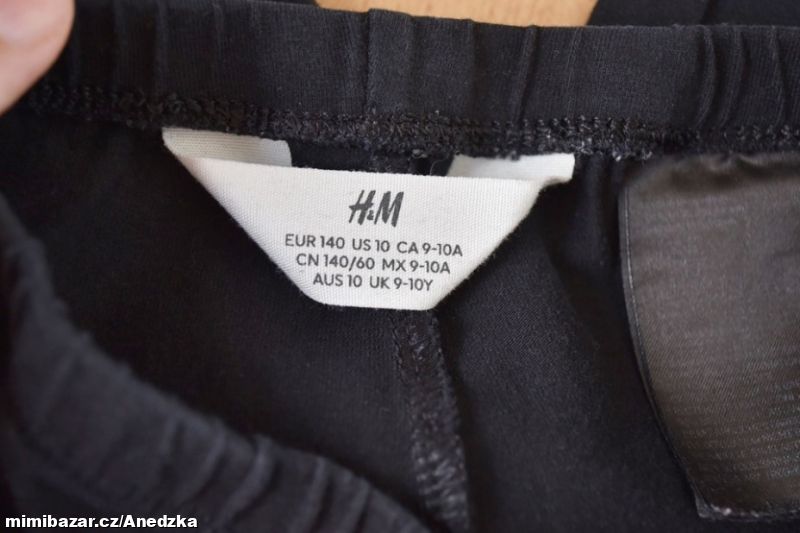 H&M
EUR 140 US 10 CA 9-10A
CN 140/60 MX 9-10A
AUS 10 UK 9-10Y
mimibazar.cz/Anedzka